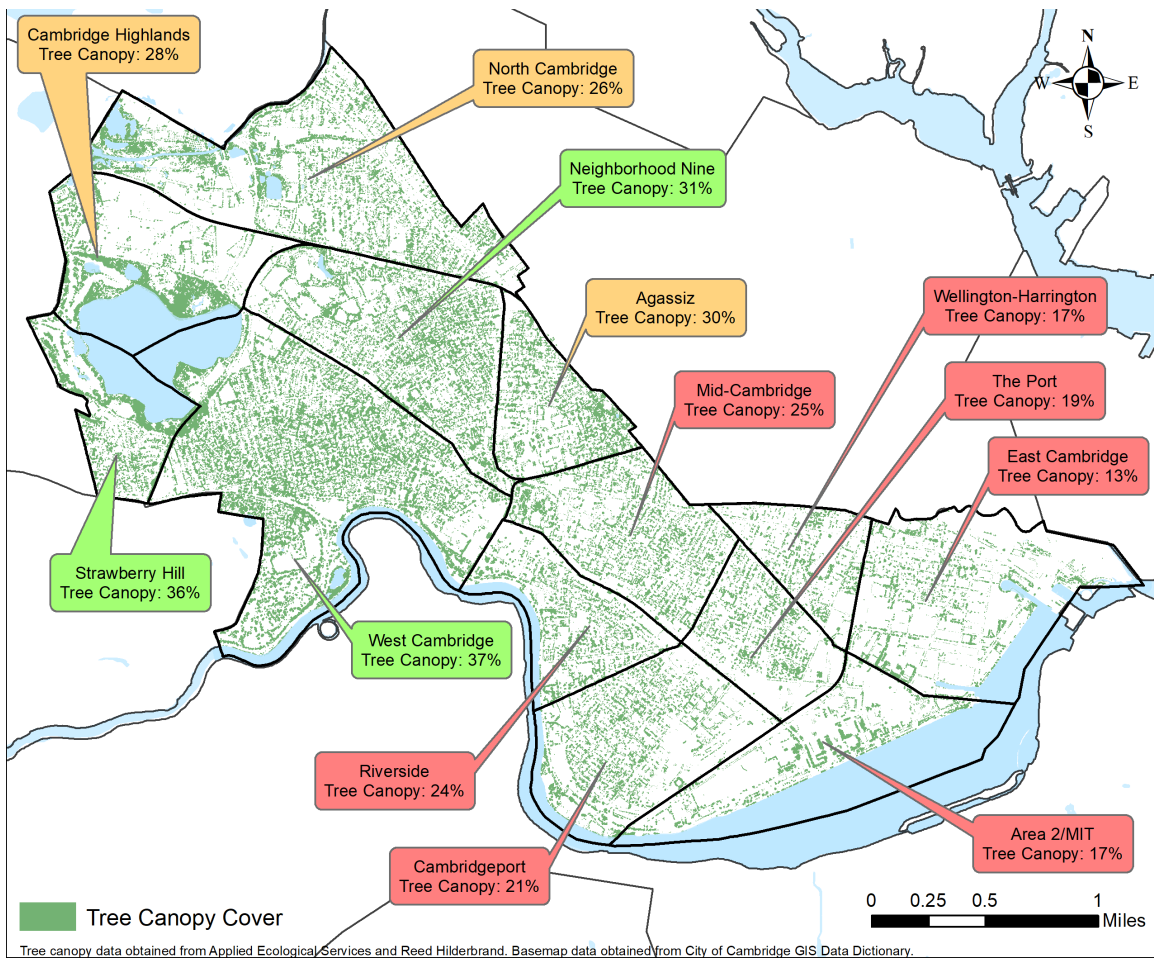 Cambridge Highlands
Tree Canopy: 28%
North Cambridge
Tree Canopy: 26%
N
W
E
S
Neighborhood Nine
Tree Canopy: 31%
Agassiz
Tree Canopy: 30%
Wellington-Harrington
Tree Canopy: 17%
Mid-Cambridge
Tree Canopy: 25%
The Port
Tree Canopy: 19%
East Cambridge
Tree Canopy: 13%
Strawberry Hill
Tree Canopy: 36%
West Cambridge
Tree Canopy: 37%
Riverside
Tree Canopy: 24%
Area 2/MIT
Tree Canopy: 17%
Cambridgeport
Tree Canopy: 21%
Tree Canopy Cover
0 0.25 0.5 1
Miles
Tree canopy data obtained from Applied Ecological Services and Reed Hilderbrand. Basemap data obtained from City of Cambridge GIS Data Dictionary.